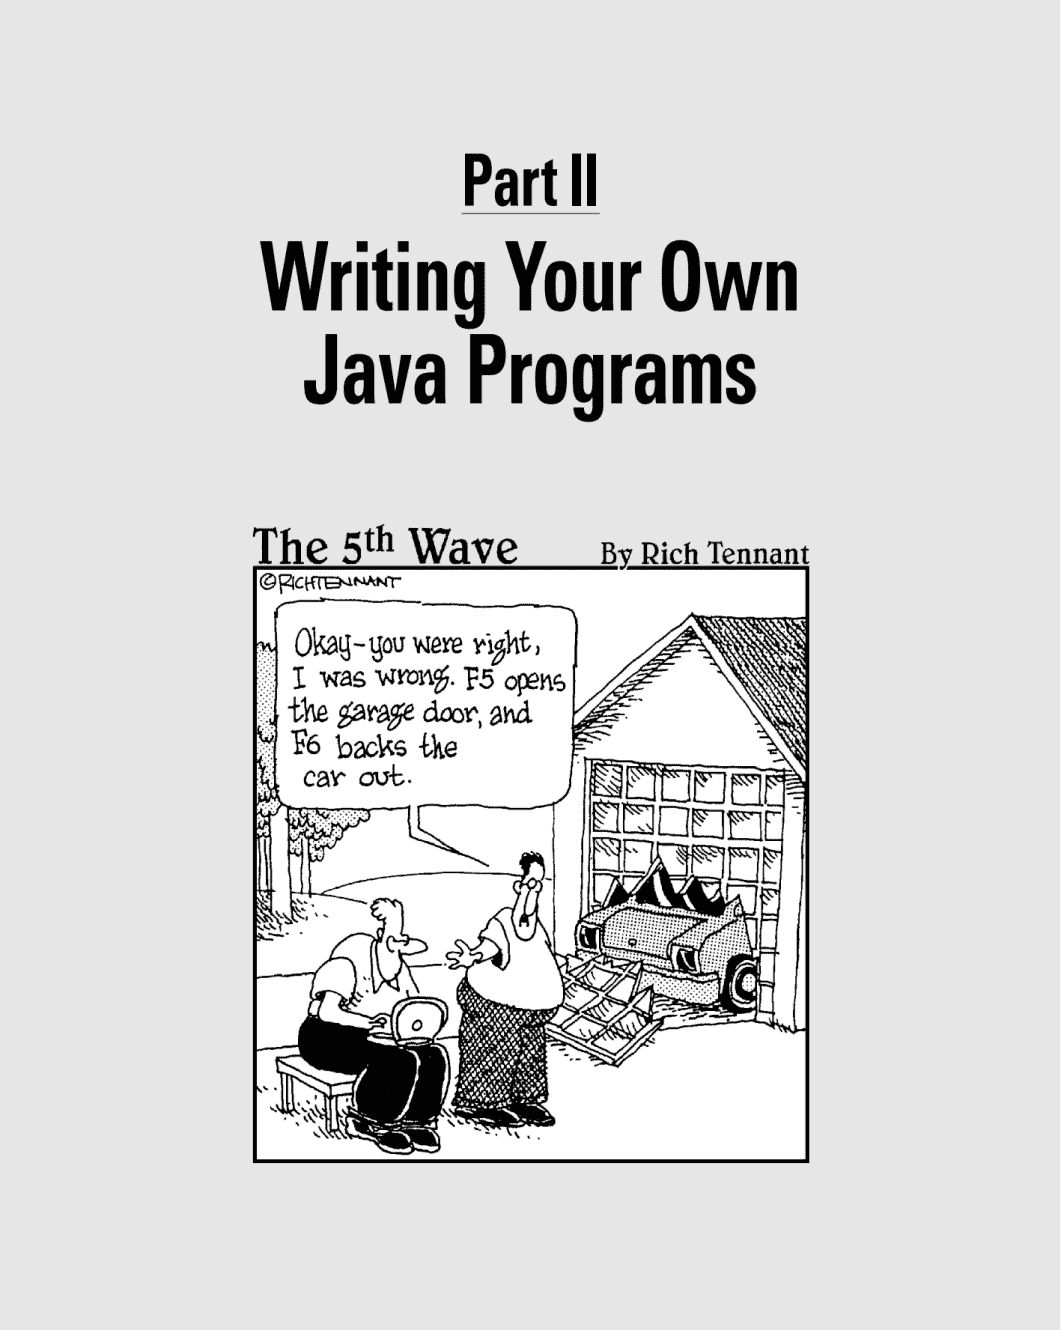 Part II
Writing Your Own
Java Programs
The 5th Wave
By Rich Tennant
©RICHTENNANT
Okay-you were right,
I was wrong. F5 opens
the garage door, and
F6 backs the
car out.